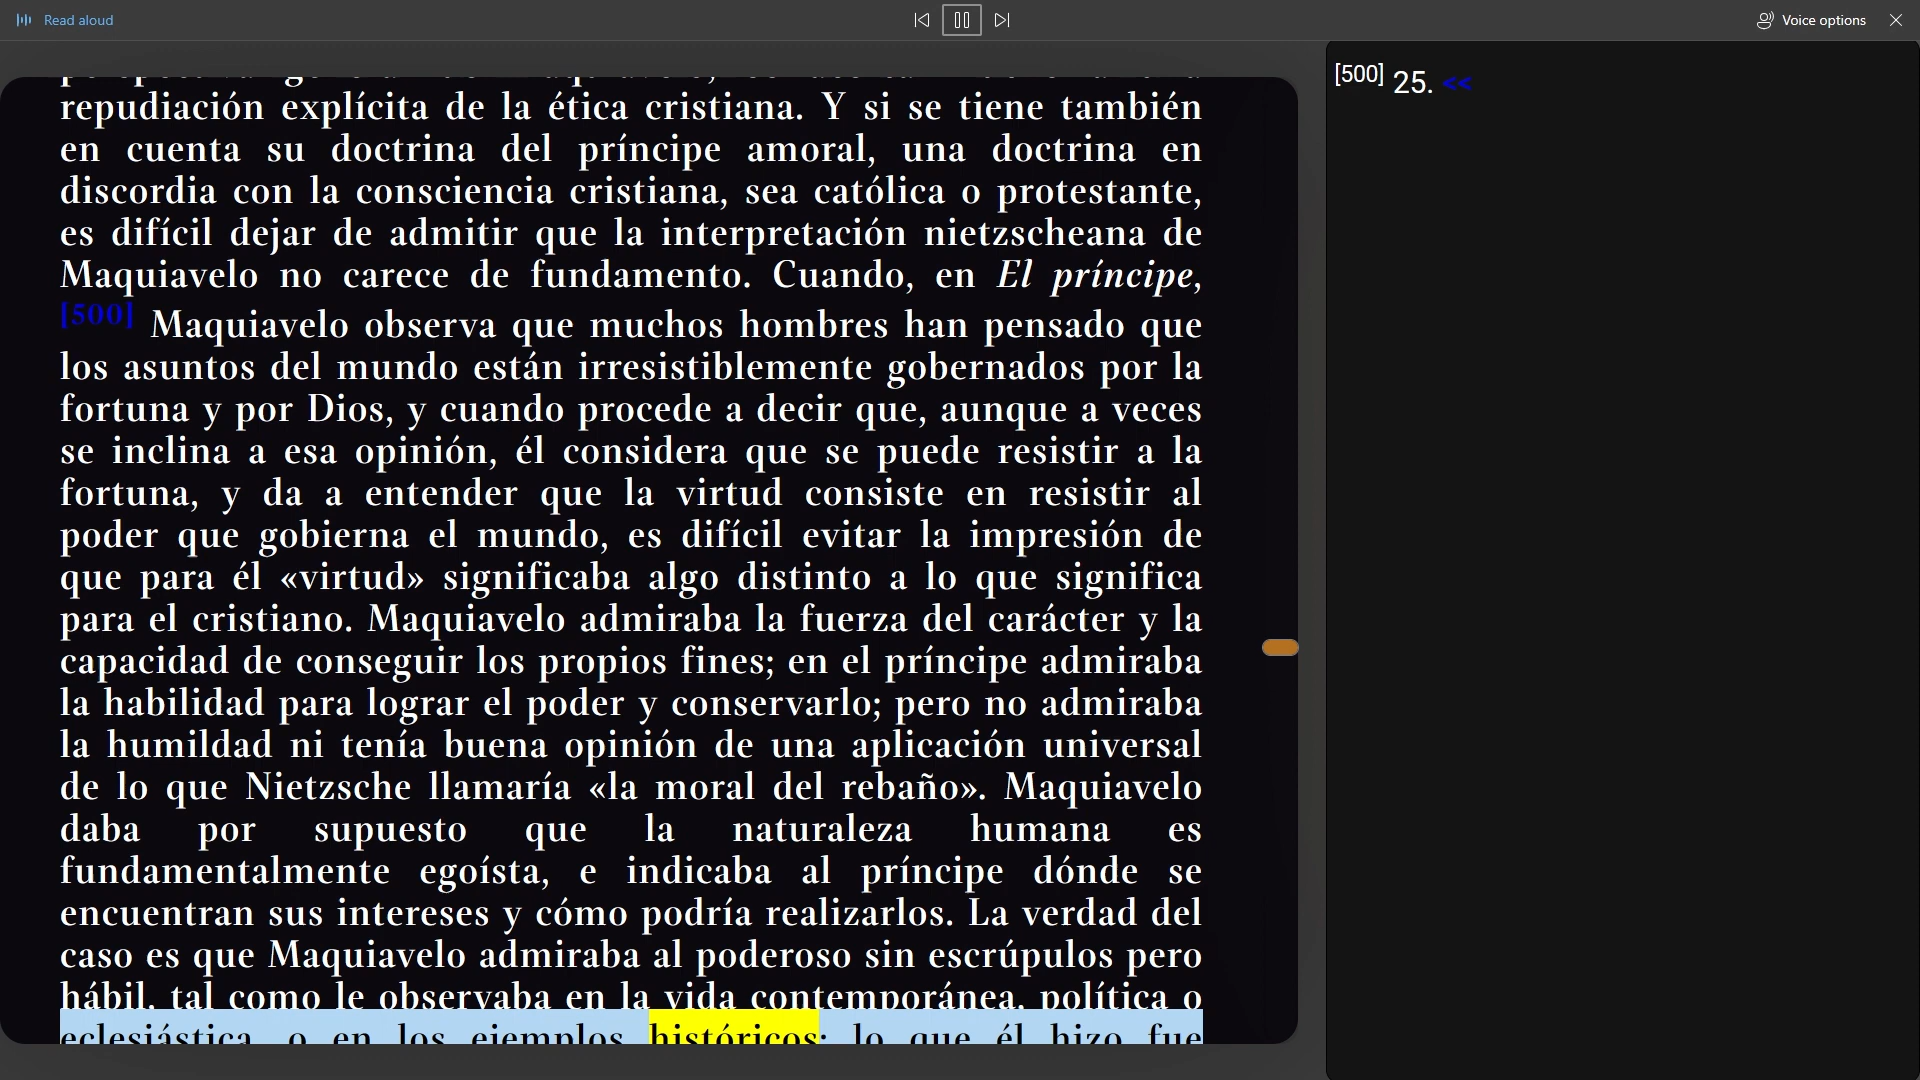 Read aloud
Voice options
repudiación explícita de la ética cristiana. Y si se tiene también
en cuenta su doctrina del príncipe amoral, una doctrina en
discordia con la consciencia cristiana, sea católica o protestante,
es difícil dejar de admitir que la interpretación nietzscheana de
Maquiavelo no carece de fundamento. Cuando, en El príncipe,
[500] Maquiavelo observa que muchos hombres han pensado que
los asuntos del mundo están irresistiblemente gobernados por la
fortuna y por Dios, y cuando procede a decir que, aunque a veces
se inclina a esa opinión, él considera que se puede resistir a la
fortuna, y da a entender que la virtud consiste en resistir al
poder que gobierna el mundo, es difícil evitar la impresión de
que para él «virtud» significaba algo distinto a lo que significa
para el cristiano. Maquiavelo admiraba la fuerza del carácter y la
capacidad de conseguir los propios fines; en el príncipe admiraba
la habilidad para lograr el poder y conservarlo; pero no admiraba
la humildad ni tenía buena opinión de una aplicación universal
de lo que Nietzsche llamaría «la moral del rebaño». Maquiavelo
daba por supuesto que la naturaleza humana es
fundamentalmente egoísta, e indicaba al príncipe dónde se
encuentran sus intereses y cómo podría realizarlos. La verdad del
caso es que Maquiavelo admiraba al poderoso sin escrúpulos pero
hábil, tal como le observaba en la vida contemporánea, política o
eclesiástica, o en los ejemplos históricos; lo que él hizo fue
[500] 25. <<